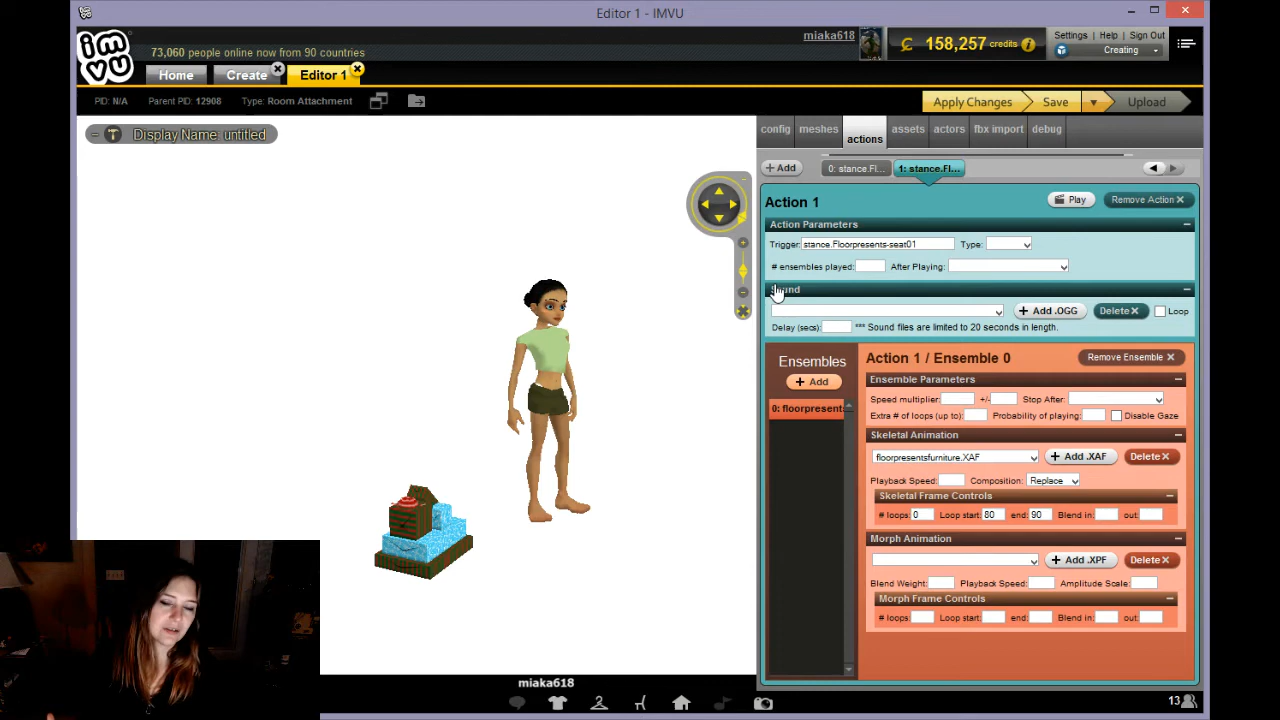 Editor 1 - IMVU
imvu
73,060 people online now from 90 countries
miaka618
158,257 credits
Settings | Help | Sign Out
Creating
Home
Create
Editor 1
PID: N/A
Parent PID: 12908
Type: Room Attachment
Apply Changes
Save
Upload
Display Name: untitled
config
meshes
actions
assets
actors
fbx import
debug
+ Add
0: stance.Fl...
1: stance.Fl...
Action 1
Play
Remove Action X
Action Parameters
Trigger: stance.Floorpresents-seat01 Type:
# ensembles played: After Playing:
Sound
+ Add .OGG
Delete X
Loop
Delay (secs): *** Sound files are limited to 20 seconds in length.
Ensembles
+ Add
0: floorpresent
Action 1 / Ensemble 0
Remove Ensemble X
Ensemble Parameters
Speed multiplier: +/- Stop After:
Extra # of loops (up to): Probability of playing: Disable Gaze
Skeletal Animation
floorpresentsfurniture.XAF
+ Add .XAF
Delete X
Playback Speed: Composition: Replace
Skeletal Frame Controls
# loops: 0 Loop start: 80 end: 90 Blend in: out:
Morph Animation
+ Add .XPF
Delete X
Blend Weight: Playback Speed: Amplitude Scale:
Morph Frame Controls
# loops: Loop start: end: Blend in: out:
miaka618
13